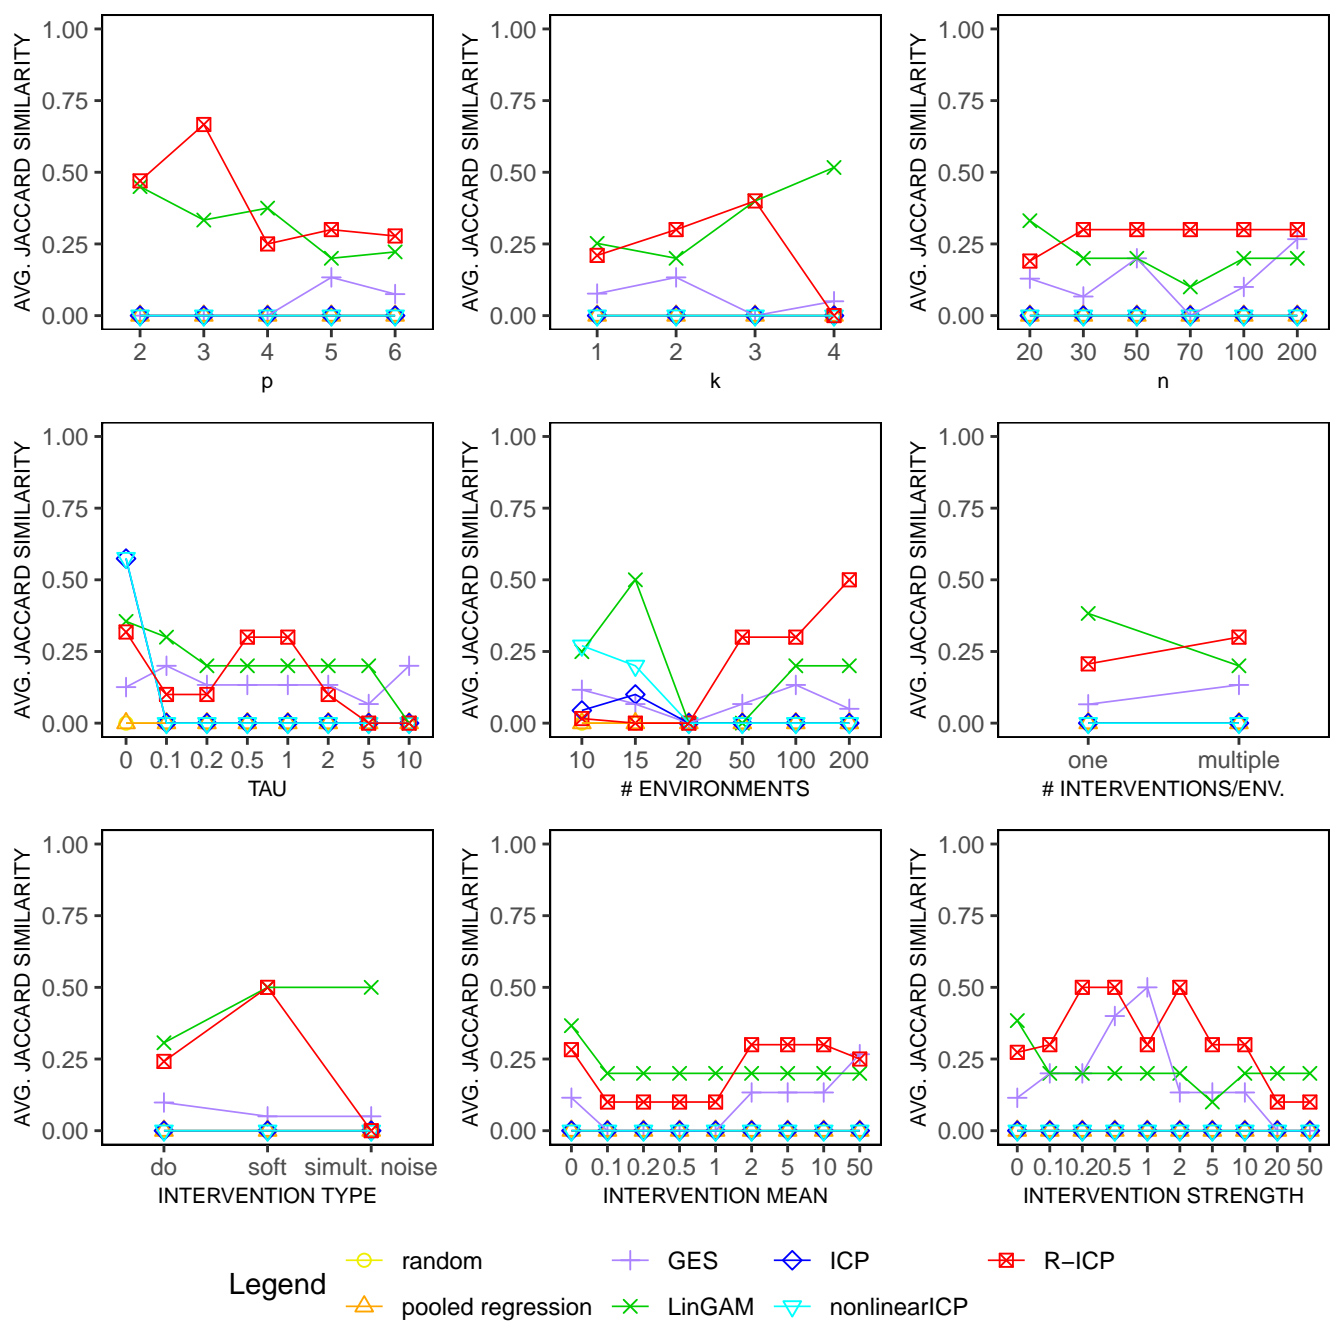 AVG. JACCARD SIMILARITY
1.00
0.75
0.50
0.25
0.00
2 3 4 5 6
p
AVG. JACCARD SIMILARITY
1.00
0.75
0.50
0.25
0.00
1 2 3 4
k
AVG. JACCARD SIMILARITY
1.00
0.75
0.50
0.25
0.00
20 30 50 70 100 200
n
AVG. JACCARD SIMILARITY
1.00
0.75
0.50
0.25
0.00
0 0.1 0.2 0.5 1 2 5 10
TAU
AVG. JACCARD SIMILARITY
1.00
0.75
0.50
0.25
0.00
10 15 20 50 100 200
# ENVIRONMENTS
AVG. JACCARD SIMILARITY
1.00
0.75
0.50
0.25
0.00
one multiple
# INTERVENTIONS/ENV.
AVG. JACCARD SIMILARITY
1.00
0.75
0.50
0.25
0.00
do soft simult. noise
INTERVENTION TYPE
AVG. JACCARD SIMILARITY
1.00
0.75
0.50
0.25
0.00
0 0.1 0.2 0.5 1 2 5 10 50
INTERVENTION MEAN
AVG. JACCARD SIMILARITY
1.00
0.75
0.50
0.25
0.00
0 0.1 0.2 0.5 1 2 5 10 20 50
INTERVENTION STRENGTH
Legend
random GES ICP R−ICP
pooled regression LinGAM nonlinearICP